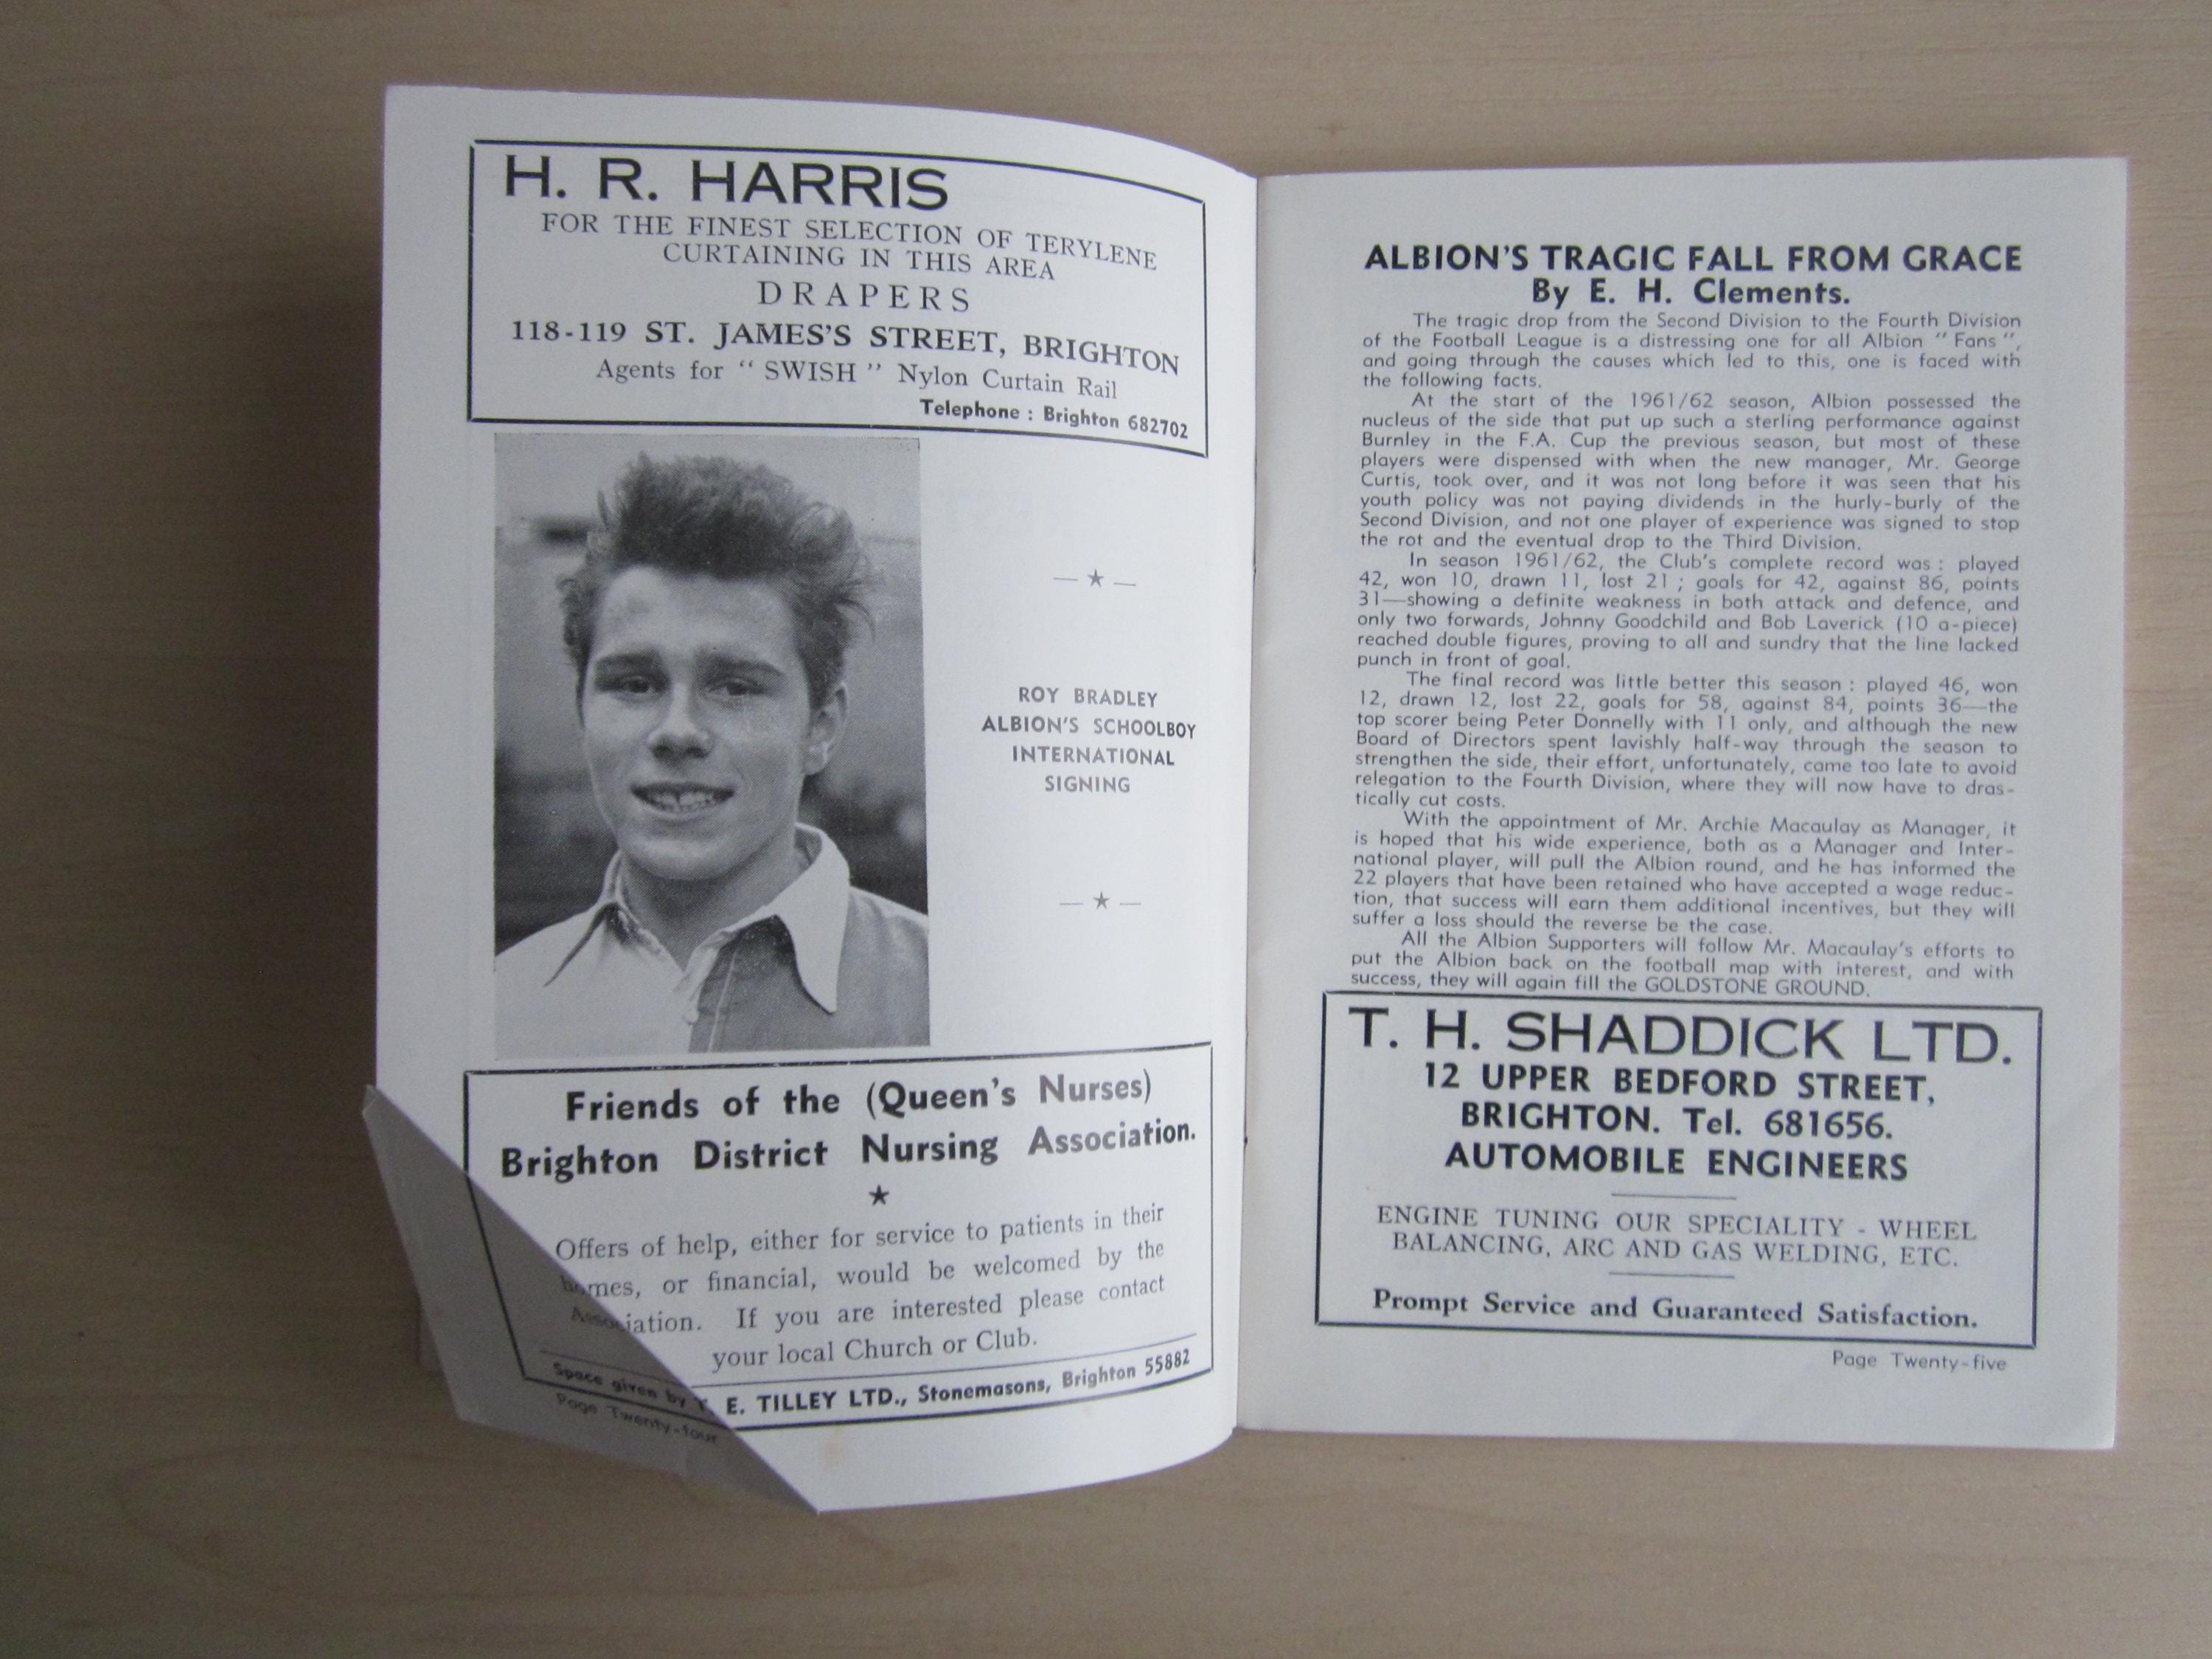 H. R. HARRIS
FOR THE FINEST SELECTION OF TERYLENE
CURTAINING IN THIS AREA
DRAPERS
118-119 ST. JAMES'S STREET, BRIGHTON
Agents for " SWISH " Nylon Curtain Rail
Telephone : Brighton 682702
ROY BRADLEY
ALBION'S SCHOOLBOY
INTERNATIONAL
SIGNING
Friends of the (Queen's Nurses)
Brighton District Nursing Association.
Offers of help, either for service to patients in their
homes, or financial, would be welcomed by the
Association. If you are interested please contact
your local Church or Club.
Space given by T. E. TILLEY LTD., Stonemasons, Brighton 55882
Page Twenty-four
ALBION'S TRAGIC FALL FROM GRACE
By E. H. Clements.
The tragic drop from the Second Division to the Fourth Division
of the Football League is a distressing one for all Albion " Fans ",
and going through the causes which led to this, one is faced with
the following facts.
At the start of the 1961/62 season, Albion possessed the
nucleus of the side that put up such a sterling performance against
Burnley in the F.A. Cup the previous season, but most of these
players were dispensed with when the new manager, Mr. George
Curtis, took over, and it was not long before it was seen that his
youth policy was not paying dividends in the hurly-burly of the
Second Division, and not one player of experience was signed to stop
the rot and the eventual drop to the Third Division.
In season 1961/62, the Club's complete record was : played
42, won 10, drawn 11, lost 21 ; goals for 42, against 86, points
31—showing a definite weakness in both attack and defence, and
only two forwards, Johnny Goodchild and Bob Laverick (10 a-piece)
reached double figures, proving to all and sundry that the line lacked
punch in front of goal.
The final record was little better this season : played 46, won
12, drawn 12, lost 22, goals for 58, against 84, points 36—the
top scorer being Peter Donnelly with 11 only, and although the new
Board of Directors spent lavishly half-way through the season to
strengthen the side, their effort, unfortunately, came too late to avoid
relegation to the Fourth Division, where they will now have to dras-
tically cut costs.
With the appointment of Mr. Archie Macaulay as Manager, it
is hoped that his wide experience, both as a Manager and Inter-
national player, will pull the Albion round, and he has informed the
22 players that have been retained who have accepted a wage reduc-
tion, that success will earn them additional incentives, but they will
suffer a loss should the reverse be the case.
All the Albion Supporters will follow Mr. Macaulay's efforts to
put the Albion back on the football map with interest, and with
success, they will again fill the GOLDSTONE GROUND.
T. H. SHADDICK LTD.
12 UPPER BEDFORD STREET,
BRIGHTON. Tel. 681656.
AUTOMOBILE ENGINEERS
ENGINE TUNING OUR SPECIALITY - WHEEL
BALANCING, ARC AND GAS WELDING, ETC.
Prompt Service and Guaranteed Satisfaction.
Page Twenty-five